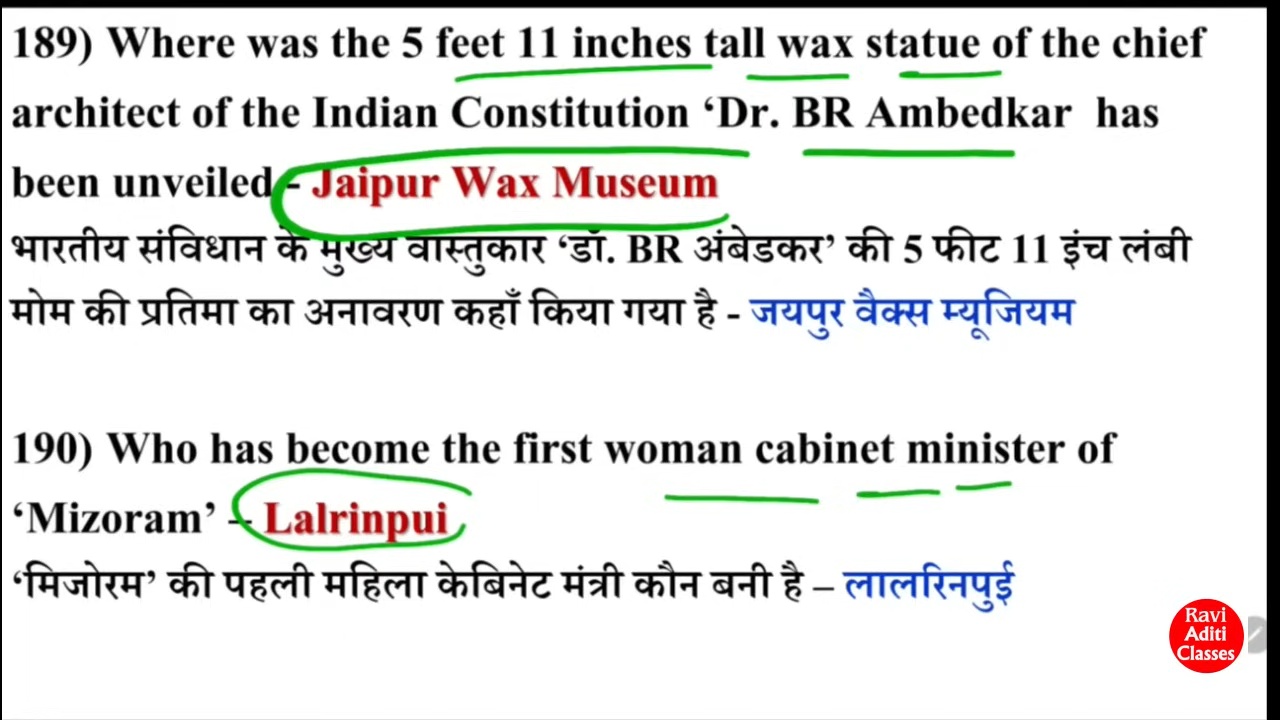 189) Where was the 5 feet 11 inches tall wax statue of the chief
architect of the Indian Constitution ‘Dr. BR Ambedkar has
been unveiled - Jaipur Wax Museum
भारतीय संविधान के मुख्य वास्तुकार ‘डॉ. BR अंबेडकर’ की 5 फीट 11 इंच लंबी
मोम की प्रतिमा का अनावरण कहाँ किया गया है - जयपुर वैक्स म्यूजियम
190) Who has become the first woman cabinet minister of
‘Mizoram’ – Lalrinpui
‘मिजोरम’ की पहली महिला केबिनेट मंत्री कौन बनी है – लालरिनपुई
Ravi
Aditi
Classes